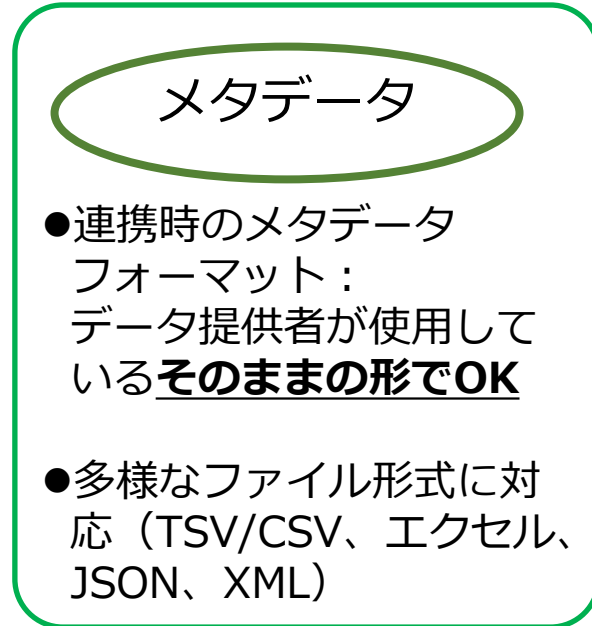 メタデータ
●連携時のメタデータ
フォーマット：
データ提供者が使用して
いるそのままの形でOK
●多様なファイル形式に対
応（TSV/CSV、エクセル、
JSON、XML）